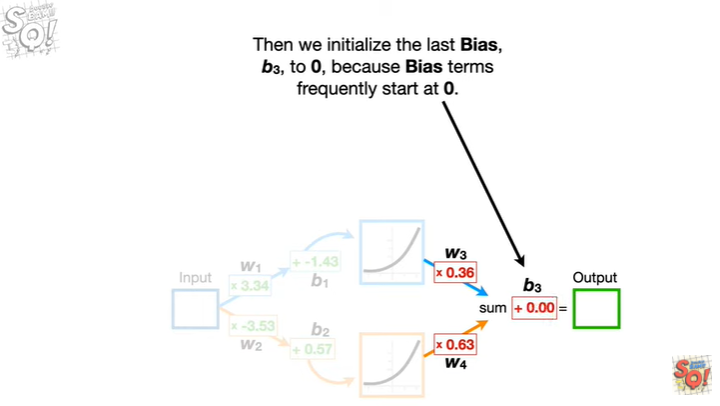 Then we initialize the last Bias,
b3, to 0, because Bias terms
frequently start at 0.
w1
x 3.34
+ -1.43
b1
w3
x 0.36
Input
b3
Output
sum + 0.00 =
x -3.53
w2
b2
+ 0.57
x 0.63
w4
SQ!
SQ!